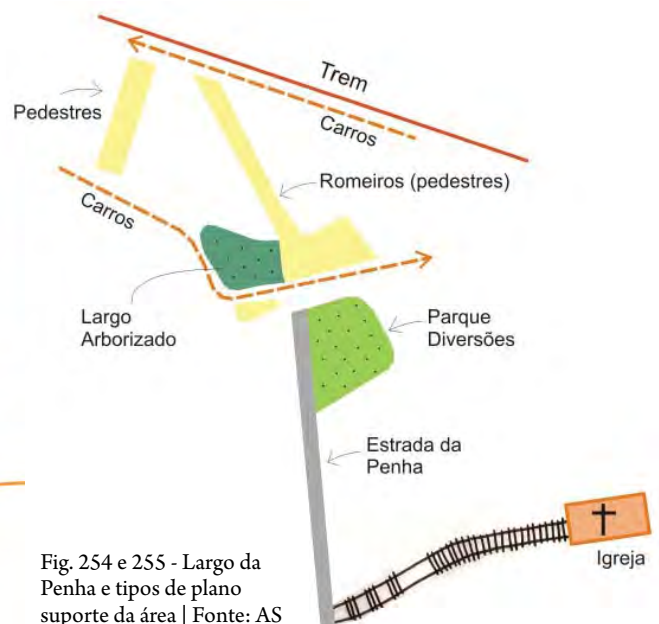 Trem
Carros
Pedestres
Romeiros (pedestres)
Carros
Largo
Arborizado
Parque
Diversões
Estrada da
Penha
Igreja
Fig. 254 e 255 - Largo da
Penha e tipos de plano
suporte da área | Fonte: AS